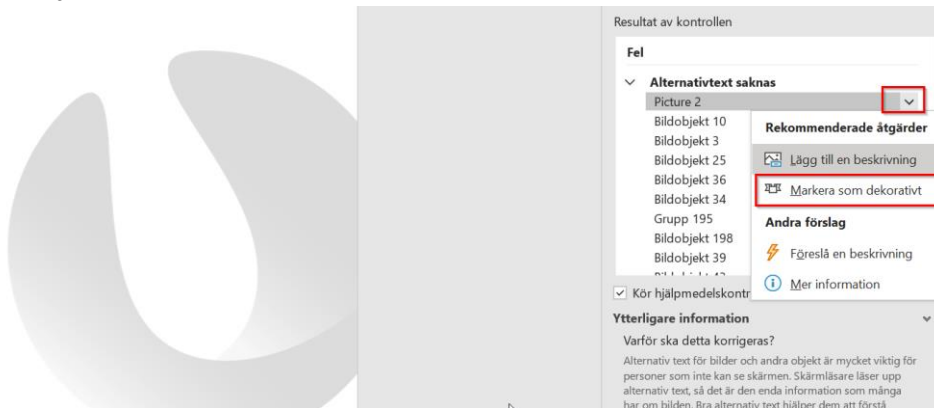 Resultat av kontrollen
Fel
Alternativtext saknas
Picture 2
Bildobjekt 10
Bildobjekt 3
Bildobjekt 25
Bildobjekt 36
Bildobjekt 34
Grupp 195
Bildobjekt 198
Bildobjekt 39
Rekommenderade åtgärder
Lägg till en beskrivning
Markera som dekorativt
Andra förslag
Föreslå en beskrivning
Mer information
Kör hjälpmedelskontr
Ytterligare information
Varför ska detta korrigeras?
Alternativ text för bilder och andra objekt är mycket viktig för
personer som inte kan se skärmen. Skärmläsare läser upp
alternativ text, så det är den enda information som många
har om bilden. Bra alternativ text hjälper dem att förstå